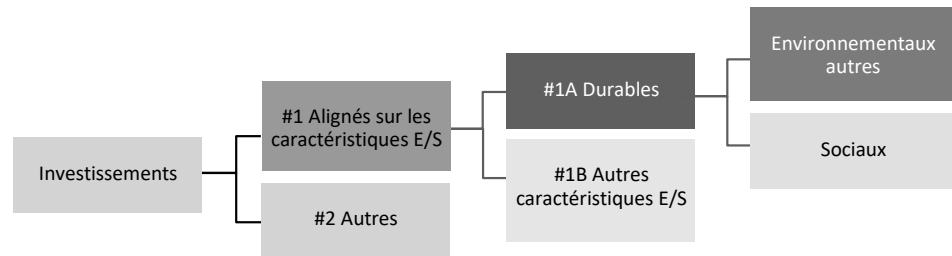 Investissements
#1 Alignés sur les
caractéristiques E/S
#2 Autres
#1A Durables
#1B Autres
caractéristiques E/S
Environnementaux
autres
Sociaux